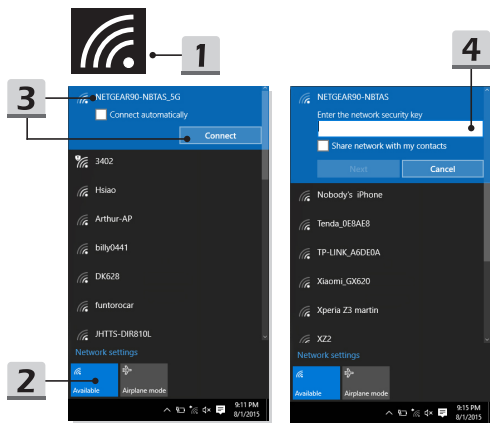 1
3
NETGEAR90-NBTAS_5G
Connect automatically
Connect
3402
Hsiao
Arthur-AP
billy0441
DK628
funtorocar
JHTTS-DIR810L
Network settings
2
Available
Airplane mode
9:11 PM
8/1/2015
4
NETGEAR90-NBTAS
Enter the network security key
Share network with my contacts
Next
Cancel
Nobody's iPhone
Tenda_0E8AE8
TP-LINK_A6DE0A
Xiaomi_GX620
Xperia Z3 martin
XZ2
Network settings
Available
Airplane mode
9:15 PM
8/1/2015